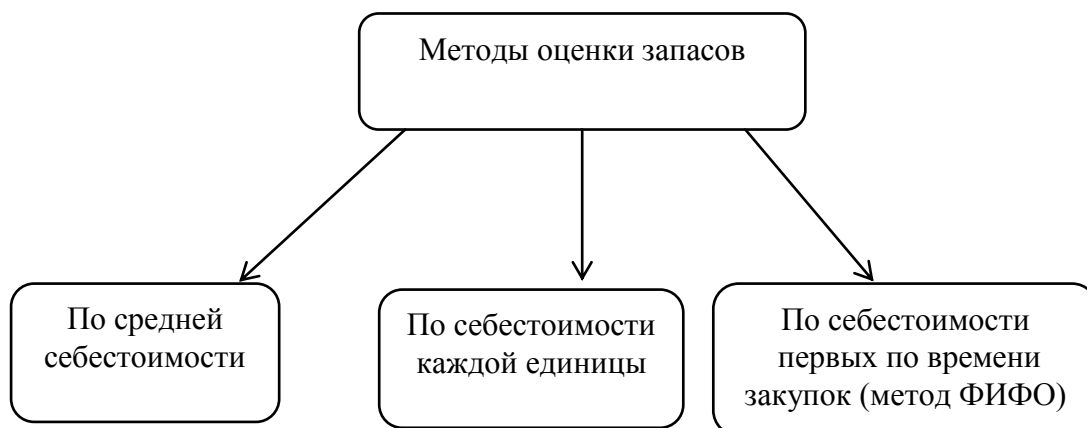 Методы оценки запасов
По средней
себестоимости
По себестоимости
каждой единицы
По себестоимости
первых по времени
закупок (метод ФИФО)